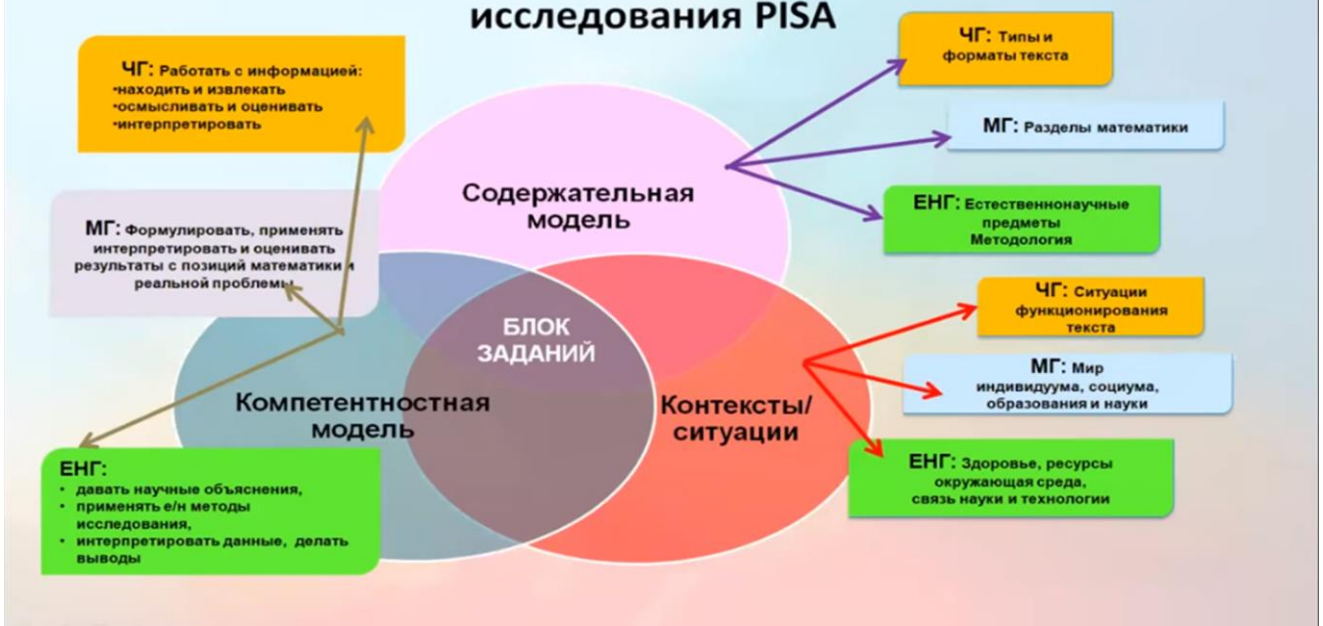 исследования PISA
ЧГ: Работать с информацией:
•находить и извлекать
•осмысливать и оценивать
•интерпретировать
МГ: Формулировать, применять
интерпретировать и оценивать
результаты с позиций математики и
реальной проблемы
ЕНГ:
• давать научные объяснения,
• применять е/н методы
исследования,
• интерпретировать данные, делать
выводы
Содержательная
модель
БЛОК
ЗАДАНИЙ
Компетентностная
модель
Контексты/
ситуации
ЧГ: Типы и
форматы текста
МГ: Разделы математики
ЕНГ: Естественнонаучные
предметы
Методология
ЧГ: Ситуации
функционирования
текста
МГ: Мир
индивидуума, социума,
образования и науки
ЕНГ: Здоровье, ресурсы
окружающая среда,
связь науки и технологии